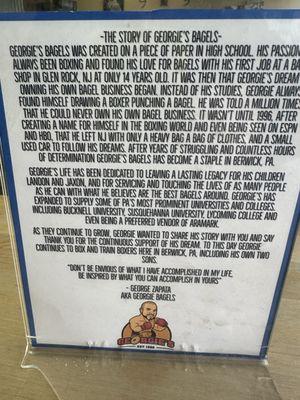 -THE STORY OF GEORGIE'S BAGELS-
GEORGIE'S BAGELS WAS CREATED ON A PIECE OF PAPER IN HIGH SCHOOL. HIS PASSION
ALWAYS BEEN BOXING AND FOUND HIS LOVE FOR BAGELS WITH HIS FIRST JOB AT A BA
SHOP IN GLEN ROCK, NJ AT ONLY 14 YEARS OLD. IT WAS THEN THAT GEORGIE'S DREAM
OWNING HIS OWN BAGEL BUSINESS BEGAN. INSTEAD OF HIS STUDIES, GEORGIE ALWAYS
FOUND HIMSELF DRAWING A BOXER PUNCHING A BAGEL. HE WAS TOLD A MILLION TIMES
THAT HE COULD NEVER OWN HIS OWN BAGEL BUSINESS. IT WASN'T UNTIL 1996, AFTER
CREATING A NAME FOR HIMSELF IN THE BOXING WORLD AND EVEN BEING SEEN ON ESPN
AND HBO, THAT HE LEFT NJ WITH ONLY A HEAVY BAG A BAG OF CLOTHES, AND A SMALL
USED CAR TO FOLLOW HIS DREAMS. AFTER YEARS OF STRUGGLING AND COUNTLESS HOURS
OF DETERMINATION GEORGIE'S BAGELS HAS BECOME A STAPLE IN BERWICK, PA.
GEORGIE'S LIFE HAS BEEN DEDICATED TO LEAVING A LASTING LEGACY FOR HIS CHILDREN
LANDON AND JAXON, AND FOR SERVICING AND TOUCHING THE LIVES OF AS MANY PEOPLE
AS HE CAN WITH WHAT HE BELIEVES ARE THE BEST BAGELS AROUND. GEORGIE'S HAS
EXPANDED TO SUPPLY SOME OF PA'S MOST PROMINENT UNIVERSITIES AND COLLEGES.
INCLUDING BUCKNELL UNIVERSITY, SUSQUEHANNA UNIVERSITY, LYCOMING COLLEGE AND
EVEN BEING A PREFERRED VENDOR OF ARAMARK.
AS THEY CONTINUE TO GROW, GEORGIE WANTED TO SHARE HIS STORY WITH YOU AND SAY
THANK YOU FOR THE CONTINUOUS SUPPORT OF HIS DREAM. TO THIS DAY GEORGIE
CONTINUES TO BOX AND TRAIN BOXERS HERE IN BERWICK, PA, INCLUDING HIS OWN TWO
SONS.
"DON'T BE ENVIOUS OF WHAT I HAVE ACCOMPLISHED IN MY LIFE,
BE INSPIRED BY WHAT YOU CAN ACCOMPLISH IN YOURS"
- GEORGE ZAPATA
AKA GEORGIE BAGELS
GEORGIE'S
EST 1996